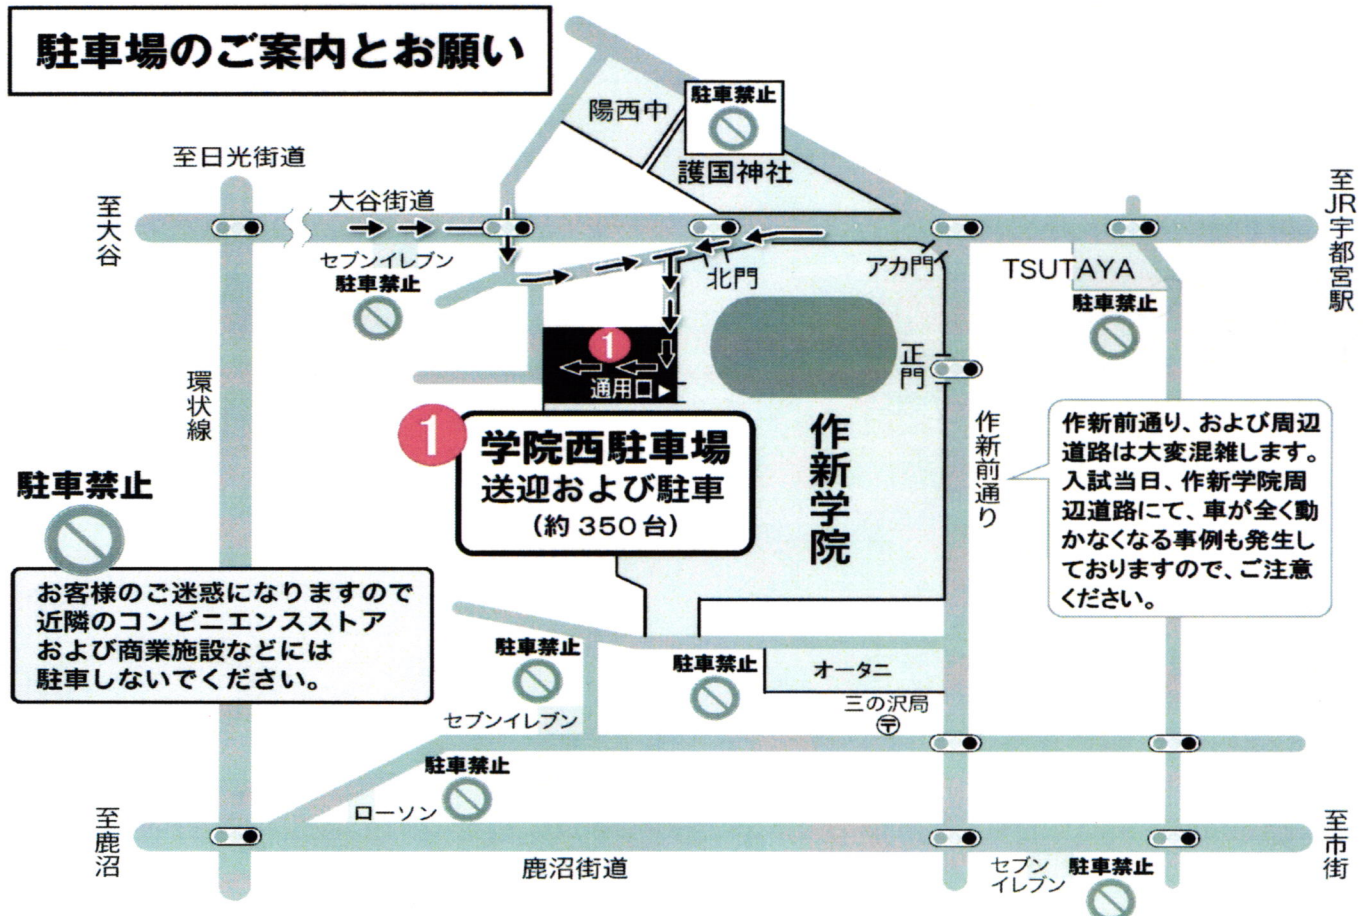 駐車場のご案内とお願い
陽西中
駐車禁止
護国神社
至日光街道
至大谷
大谷街道
至JR宇都宮駅
セブンイレブン
駐車禁止
北門
アカ門
TSUTAYA
駐車禁止
1
通用口▶
正門
環状線
1
学院西駐車場
送迎および駐車
(約350台)
作新学院
作新前通り
作新前通り、および周辺
道路は大変混雑します。
入試当日、作新学院周
辺道路にて、車が全く動
かなくなる事例も発生し
ておりますので、ご注意
ください。
駐車禁止
お客様のご迷惑になりますので
近隣のコンビニエンスストア
および商業施設などには
駐車しないでください。
駐車禁止
セブンイレブン
駐車禁止
オータニ
三の沢局
〒
駐車禁止
ローソン
至鹿沼
鹿沼街道
セブン
イレブン
駐車禁止
至市街